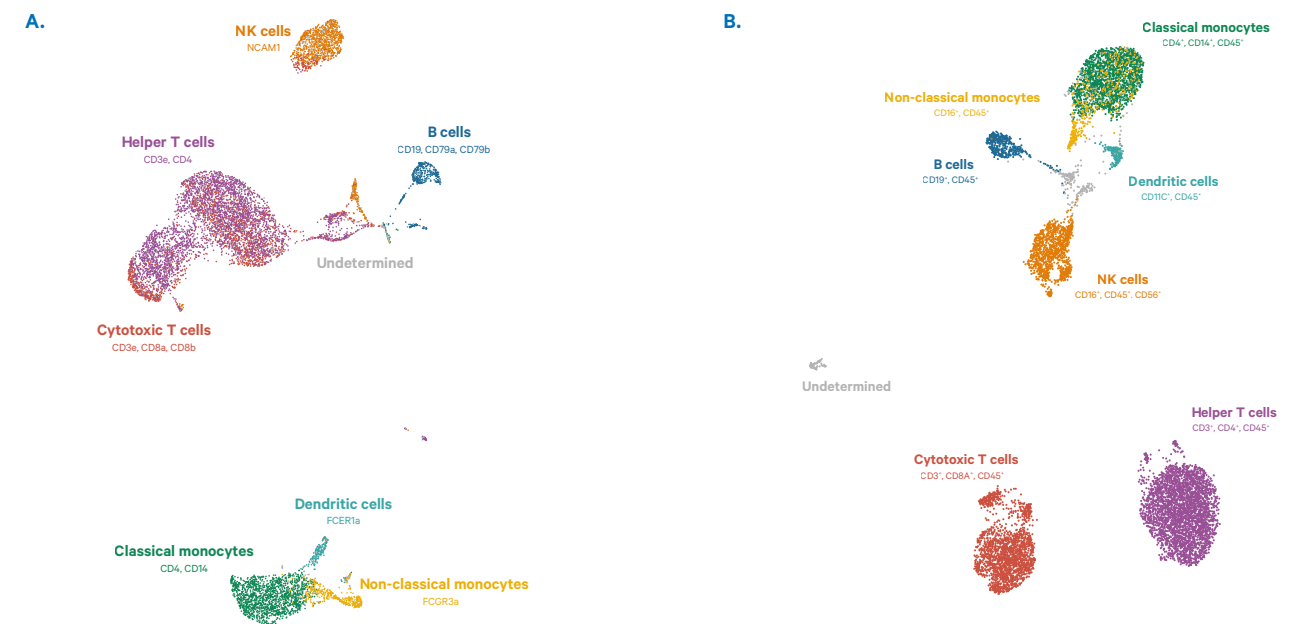 A.
NK cells
NCAM1
Helper T cells
CD3e, CD4
B cells
CD19, CD79a, CD79b
Undetermined
Cytotoxic T cells
CD3e, CD8a, CD8b
Dendritic cells
FCER1a
Classical monocytes
CD4, CD14
Non-classical monocytes
FCGR3a
B.
Classical monocytes
CD4⁺, CD14⁺, CD45⁺
Non-classical monocytes
CD16⁺, CD45⁺
B cells
CD19⁺, CD45⁺
Dendritic cells
CD11C⁺, CD45⁺
NK cells
CD16⁺, CD45⁺. CD56⁺
Undetermined
Helper T cells
CD3⁺, CD4⁺, CD45⁺
Cytotoxic T cells
CD3⁺, CD8A⁺, CD45⁺